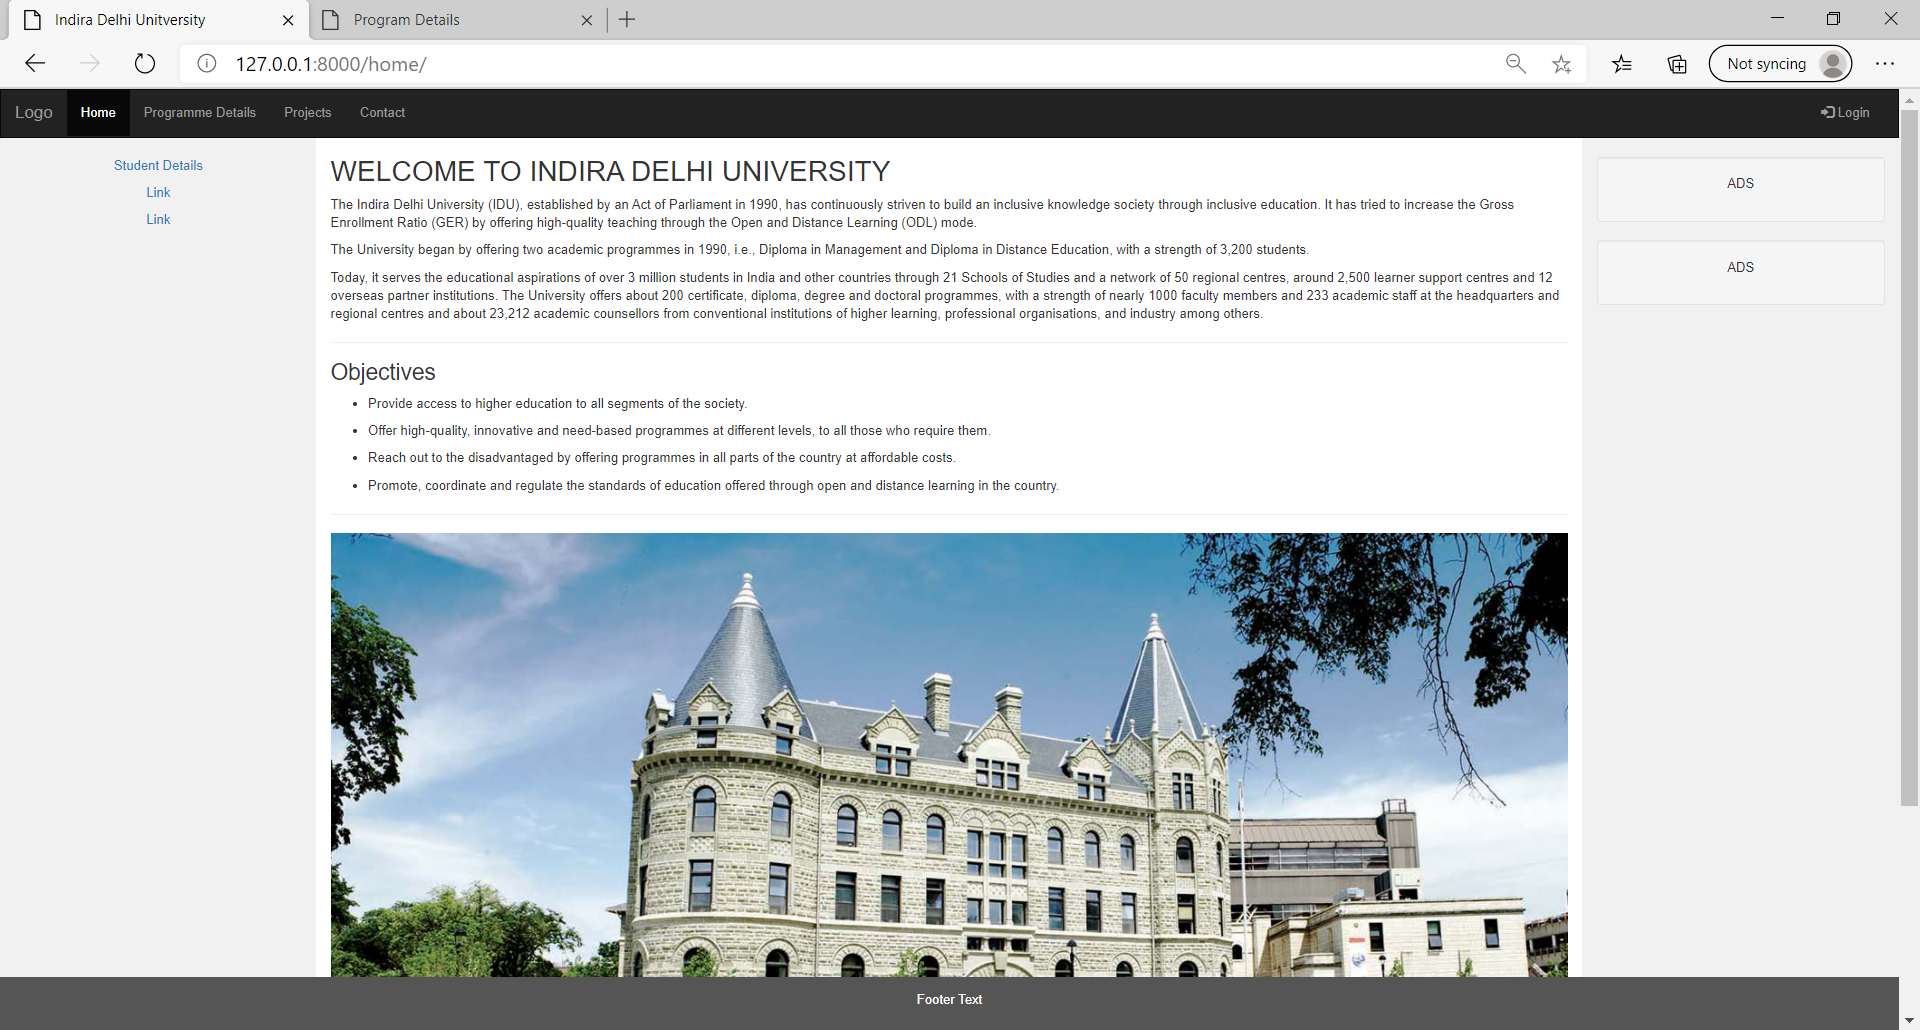 Indira Delhi Unitversity
Program Details
127.0.0.1:8000/home/
Not syncing
Logo
Home
Programme Details
Projects
Contact
Login
Student Details
Link
Link
WELCOME TO INDIRA DELHI UNIVERSITY
The Indira Delhi University (IDU), established by an Act of Parliament in 1990, has continuously striven to build an inclusive knowledge society through inclusive education. It has tried to increase the Gross
Enrollment Ratio (GER) by offering high-quality teaching through the Open and Distance Learning (ODL) mode.
The University began by offering two academic programmes in 1990, i.e., Diploma in Management and Diploma in Distance Education, with a strength of 3,200 students.
Today, it serves the educational aspirations of over 3 million students in India and other countries through 21 Schools of Studies and a network of 50 regional centres, around 2,500 learner support centres and 12
overseas partner institutions. The University offers about 200 certificate, diploma, degree and doctoral programmes, with a strength of nearly 1000 faculty members and 233 academic staff at the headquarters and
regional centres and about 23,212 academic counsellors from conventional institutions of higher learning, professional organisations, and industry among others.
Objectives
Provide access to higher education to all segments of the society.
Offer high-quality, innovative and need-based programmes at different levels, to all those who require them.
Reach out to the disadvantaged by offering programmes in all parts of the country at affordable costs.
Promote, coordinate and regulate the standards of education offered through open and distance learning in the country.
ADS
ADS
Footer Text